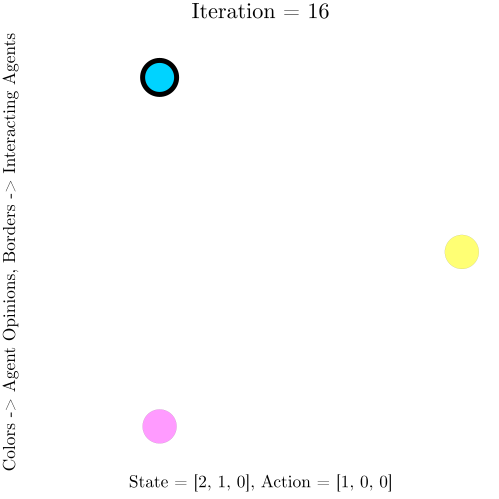 Iteration = 16
Colors -> Agent Opinions, Borders -> Interacting Agents
State = [2, 1, 0], Action = [1, 0, 0]